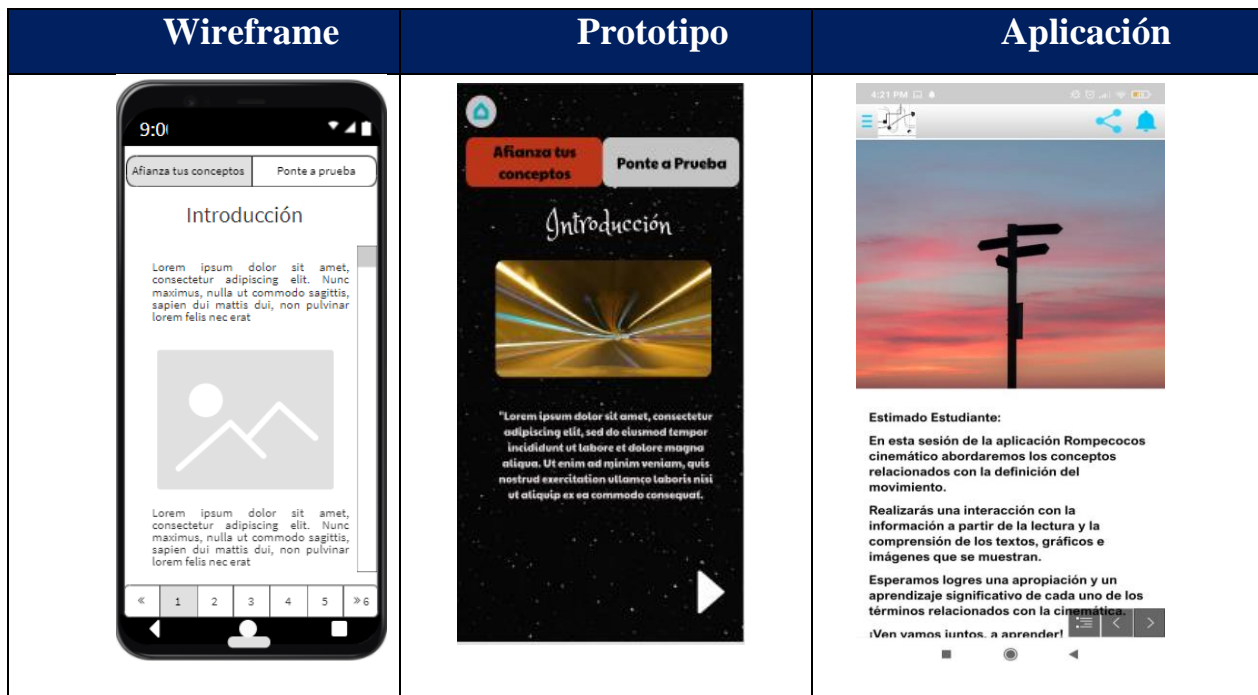 Wireframe
Prototipo
Aplicación
9:0
Afianza tus conceptos
Ponte a prueba
Introducción
Lorem ipsum dolor sit amet,
consectetur adipiscing elit. Nunc
maximus, nulla ut commodo sagittis,
sapien dui mattis dui, non pulvinar
lorem felis nec erat
Lorem ipsum dolor sit amet,
consectetur adipiscing elit. Nunc
maximus, nulla ut commodo sagittis,
sapien dui mattis dui, non pulvinar
lorem felis nec erat
« 1 2 3 4 5 »6
Afianza tus
conceptos
Ponte a Prueba
Introducción
"Lorem ipsum dolor sit amet, consectetur
adipiscing elit, sed do eiusmod tempor
incididunt ut labore et dolore magna
aliqua. Ut enim ad minim veniam, quis
nostrud exercitation ullamco laboris nisi
ut aliquip ex ea commodo consequat.
4:21 PM
Estimado Estudiante:
En esta sesión de la aplicación Rompecocos
cinemático abordaremos los conceptos
relacionados con la definición del
movimiento.
Realizarás una interacción con la
información a partir de la lectura y la
comprensión de los textos, gráficos e
imágenes que se muestran.
Esperamos logres una apropiación y un
aprendizaje significativo de cada uno de los
términos relacionados con la cinemática.
¡Ven vamos juntos, a aprender!